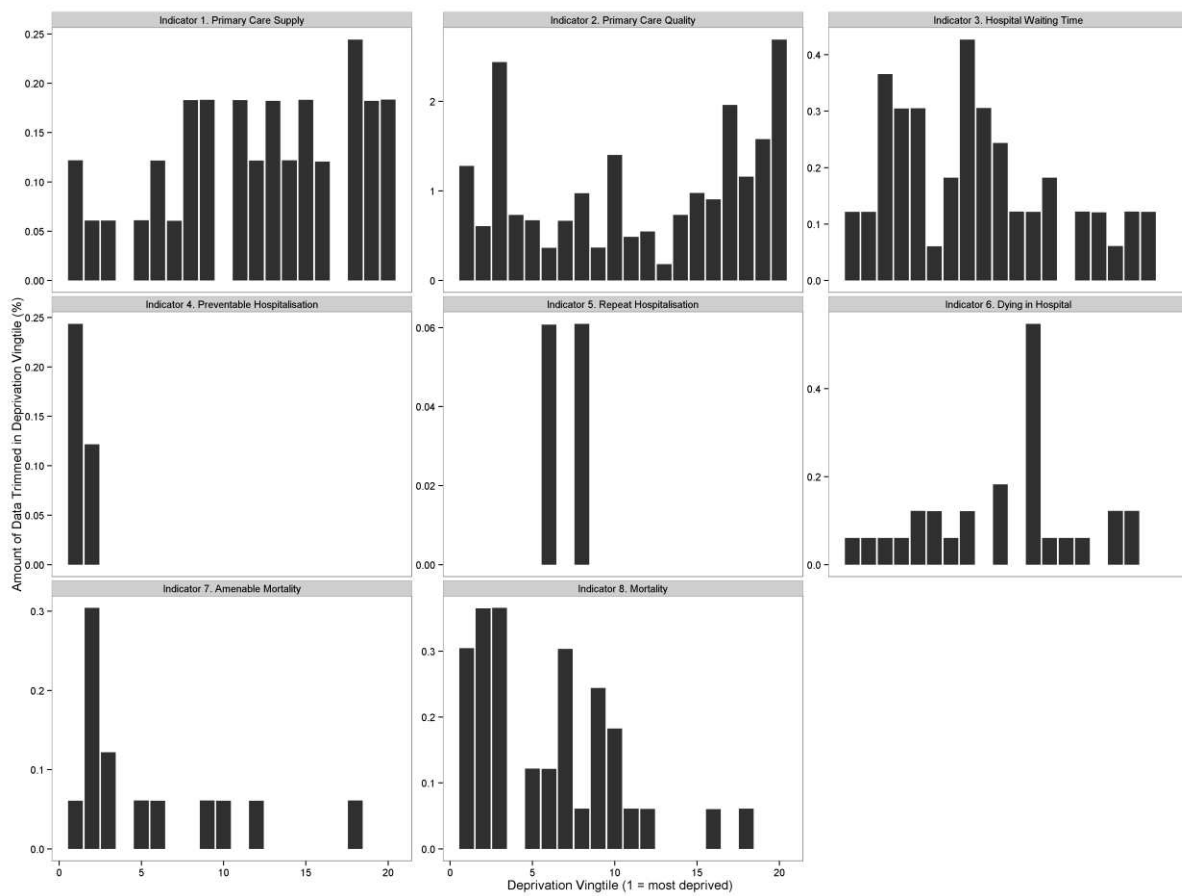 Indicator 1. Primary Care Supply
Indicator 2. Primary Care Quality
Indicator 3. Hospital Waiting Time
0.25
0.20
0.15
0.10
0.05
0.00
2
1
0
0.4
0.3
0.2
0.1
0.0
Amount of Data Trimmed in Deprivation Vingtile (%)
Indicator 4. Preventable Hospitalisation
Indicator 5. Repeat Hospitalisation
Indicator 6. Dying in Hospital
0.25
0.20
0.15
0.10
0.05
0.00
0.06
0.04
0.02
0.00
0.4
0.2
0.0
Indicator 7. Amenable Mortality
Indicator 8. Mortality
0.3
0.2
0.1
0.0
0.3
0.2
0.1
0.0
0 5 10 15 20
0 5 10 15 20
Deprivation Vingtile (1 = most deprived)